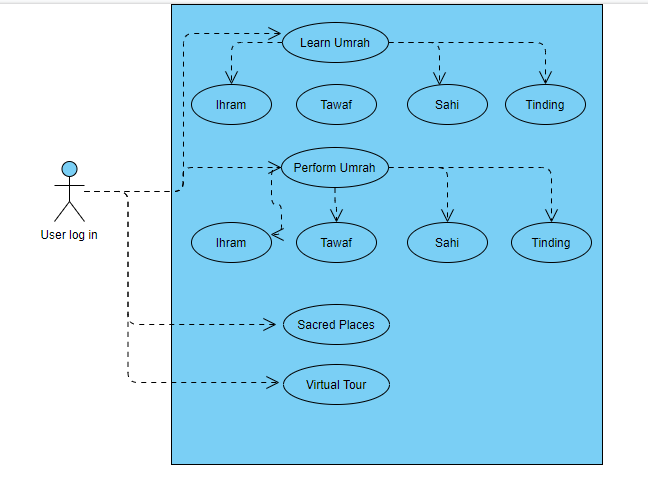 Learn Umrah
Ihram
Tawaf
Sahi
Tinding
Perform Umrah
User log in
Ihram
Tawaf
Sahi
Tinding
Sacred Places
Virtual Tour